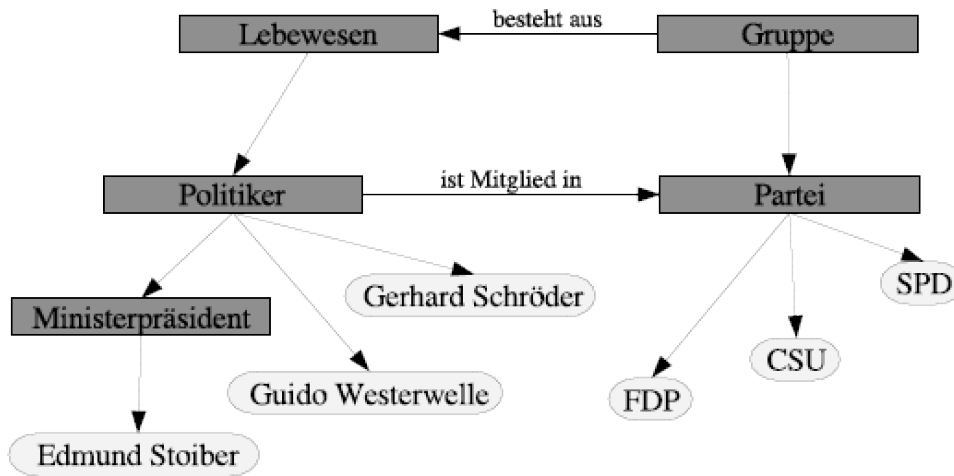 besteht aus
Lebewesen
Gruppe
ist Mitglied in
Politiker
Partei
SPD
Gerhard Schröder
Ministerpräsident
CSU
Guido Westerwelle
FDP
Edmund Stoiber